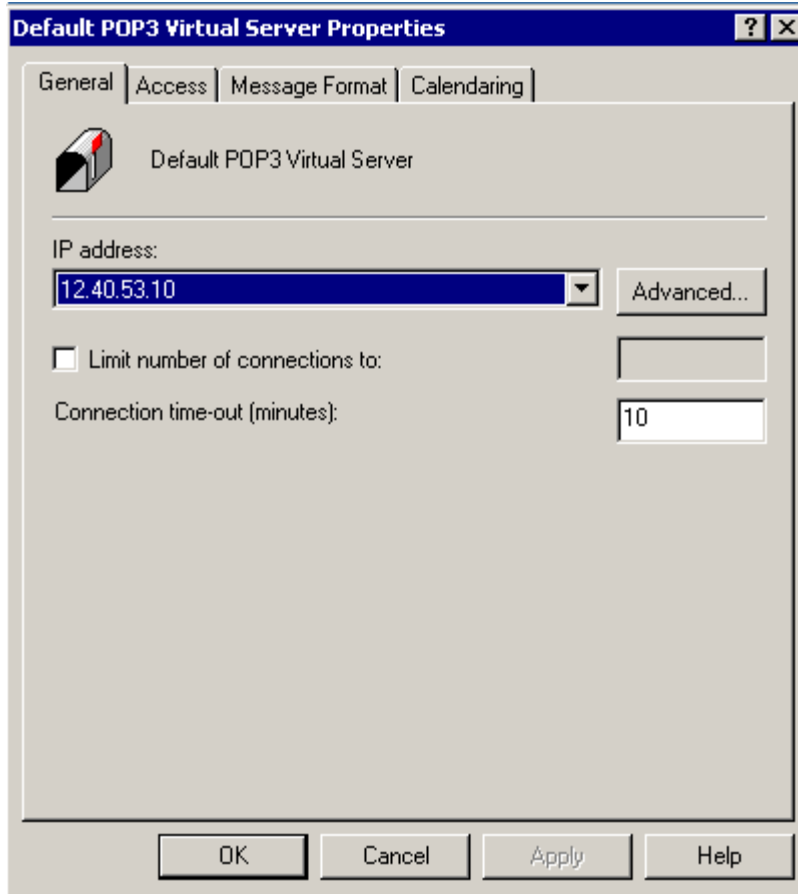 Default POP3 Virtual Server Properties
General Access Message Format Calendaring
Default POP3 Virtual Server
IP address:
12.40.53.10 Advanced...
Limit number of connections to:
Connection time-out (minutes): 10
OK Cancel Apply Help